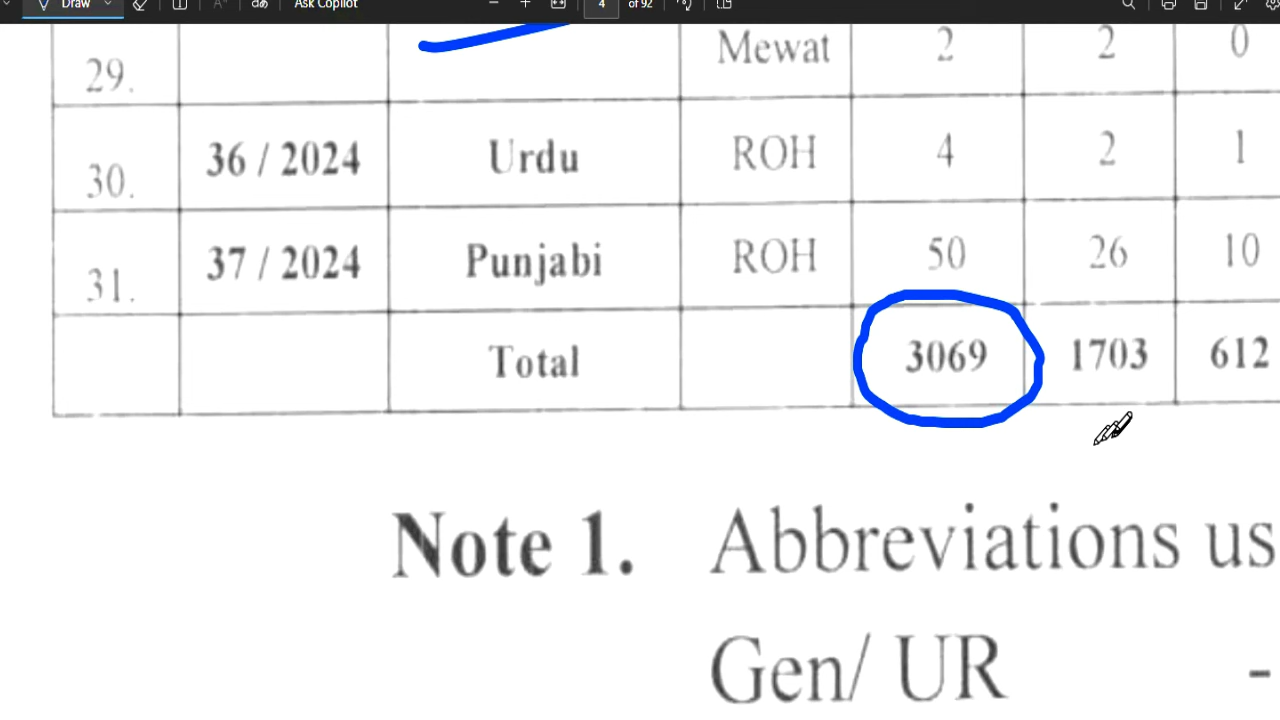 Draw Ask Copilot 4 of 92
29. Mewat 2 2 0
30. 36 / 2024 Urdu ROH 4 2 1
31. 37 / 2024 Punjabi ROH 50 26 10
Total 3069 1703 612
Note 1. Abbreviations us
Gen/ UR -